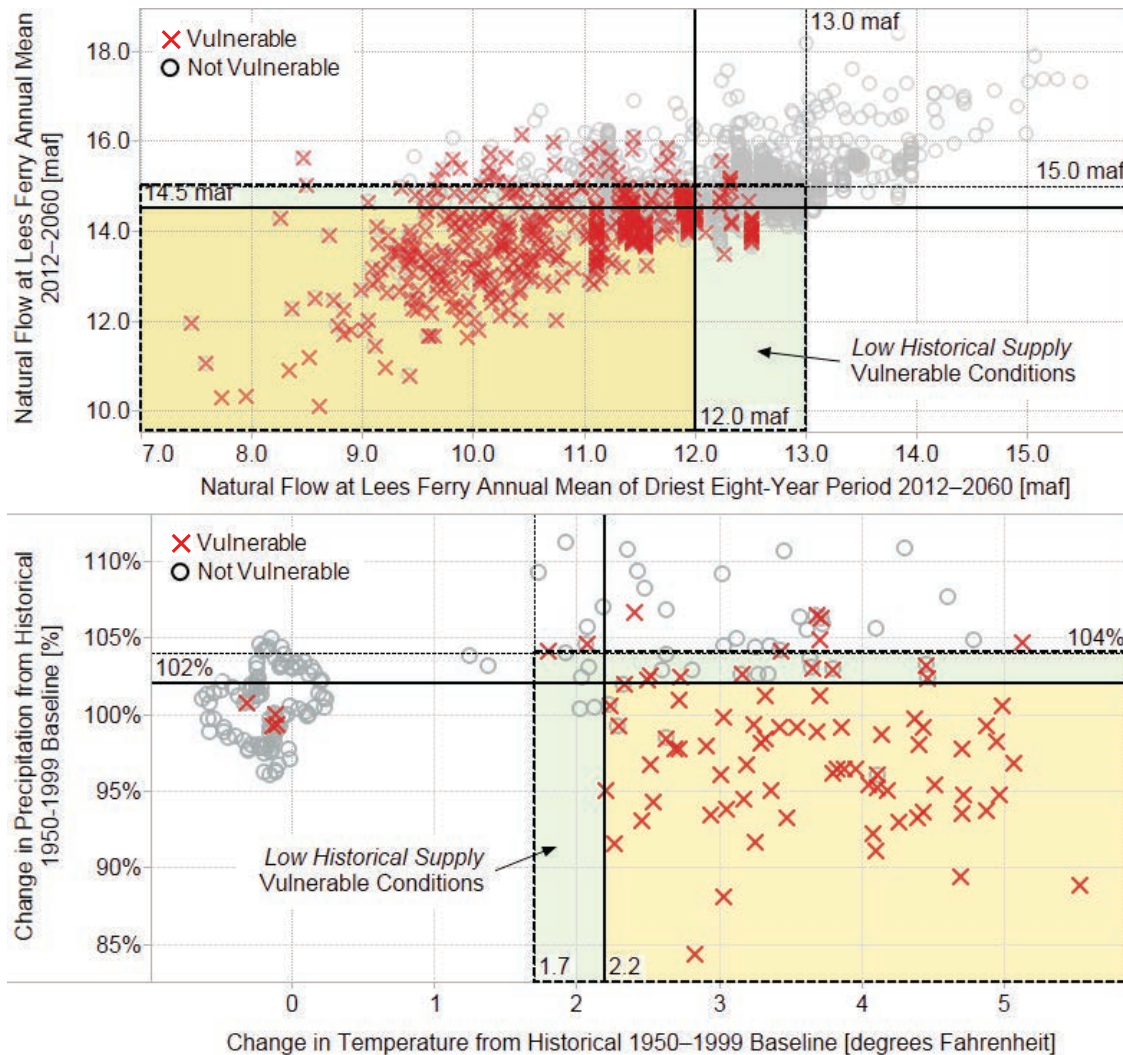 Natural Flow at Lees Ferry Annual Mean
2012–2060 [maf]
18.0
16.0
14.0
12.0
10.0
Vulnerable
Not Vulnerable
13.0 maf
15.0 maf
14.5 maf
Low Historical Supply
Vulnerable Conditions
12.0 maf
7.0 8.0 9.0 10.0 11.0 12.0 13.0 14.0 15.0
Natural Flow at Lees Ferry Annual Mean of Driest Eight-Year Period 2012–2060 [maf]
Change in Precipitation from Historical
1950-1999 Baseline [%]
110%
105%
100%
95%
90%
85%
Vulnerable
Not Vulnerable
104%
102%
Low Historical Supply
Vulnerable Conditions
1.7 2.2
0 1 2 3 4 5
Change in Temperature from Historical 1950–1999 Baseline [degrees Fahrenheit]